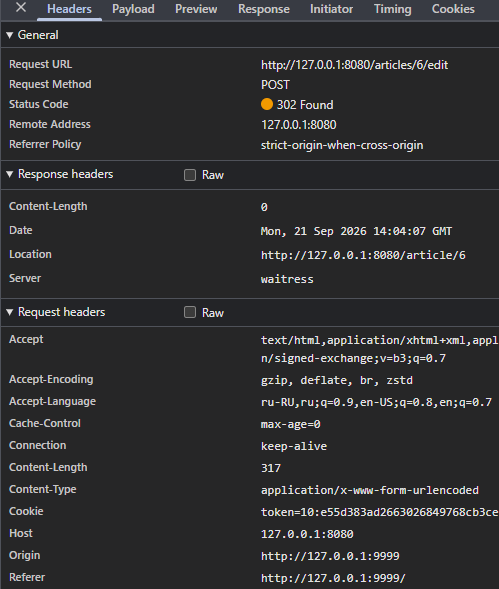 Headers Payload Preview Response Initiator Timing Cookies
General
Request URL http://127.0.0.1:8080/articles/6/edit
Request Method POST
Status Code 302 Found
Remote Address 127.0.0.1:8080
Referrer Policy strict-origin-when-cross-origin
Response headers Raw
Content-Length 0
Date Mon, 21 Sep 2026 14:04:07 GMT
Location http://127.0.0.1:8080/article/6
Server waitress
Request headers Raw
Accept text/html,application/xhtml+xml,appl
n/signed-exchange;v=b3;q=0.7
Accept-Encoding gzip, deflate, br, zstd
Accept-Language ru-RU,ru;q=0.9,en-US;q=0.8,en;q=0.7
Cache-Control max-age=0
Connection keep-alive
Content-Length 317
Content-Type application/x-www-form-urlencoded
Cookie token=10:e55d383ad2663026849768cb3ce
Host 127.0.0.1:8080
Origin http://127.0.0.1:9999
Referer http://127.0.0.1:9999/